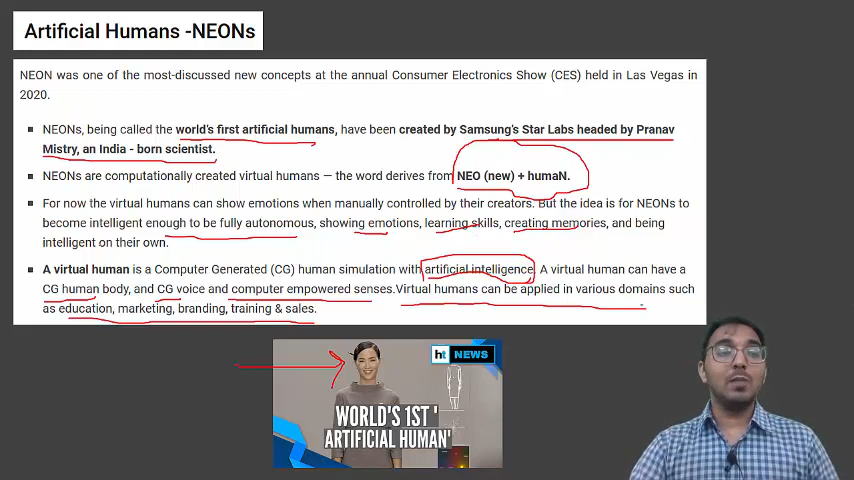 Artificial Humans -NEONs
NEON was one of the most-discussed new concepts at the annual Consumer Electronics Show (CES) held in Las Vegas in
2020.
▪ NEONs, being called the world's first artificial humans, have been created by Samsung's Star Labs headed by Pranav
Mistry, an India - born scientist.
▪ NEONs are computationally created virtual humans — the word derives from NEO (new) + humaN.
▪ For now the virtual humans can show emotions when manually controlled by their creators. But the idea is for NEONs to
become intelligent enough to be fully autonomous, showing emotions, learning skills, creating memories, and being
intelligent on their own.
▪ A virtual human is a Computer Generated (CG) human simulation with artificial intelligence. A virtual human can have a
CG human body, and CG voice and computer empowered senses.Virtual humans can be applied in various domains such
as education, marketing, branding, training & sales.
ht NEWS
WORLD'S 1ST '
ARTIFICIAL HUMAN'